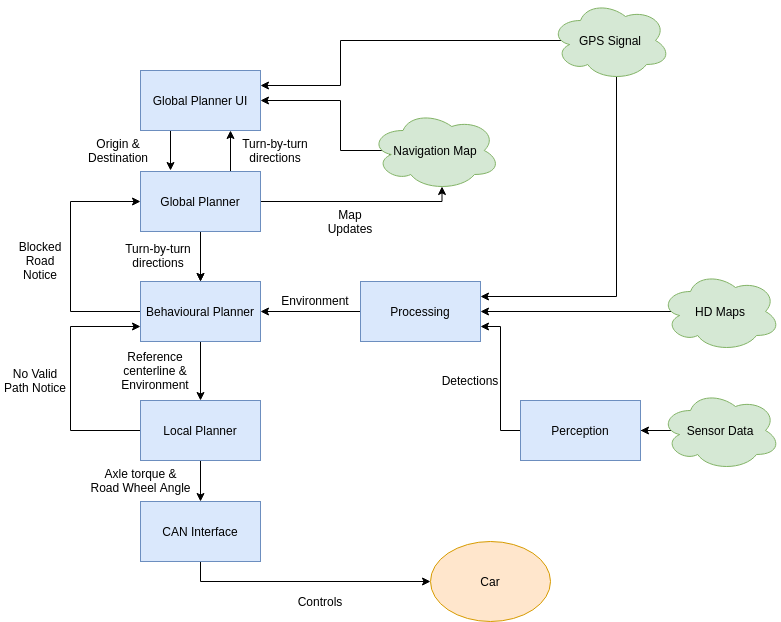 GPS Signal
Global Planner UI
Origin &
Destination
Turn-by-turn
directions
Navigation Map
Global Planner
Map
Updates
Blocked
Road
Notice
Turn-by-turn
directions
Behavioural Planner
Environment
Processing
HD Maps
No Valid
Path Notice
Reference
centerline &
Environment
Detections
Local Planner
Perception
Sensor Data
Axle torque &
Road Wheel Angle
CAN Interface
Car
Controls